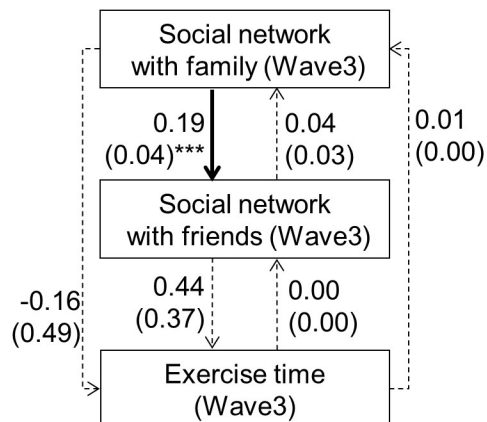 Social network
with family (Wave3)
0.19
(0.04)***
0.04
(0.03)
0.01
(0.00)
Social network
with friends (Wave3)
-0.16
(0.49)
0.44
(0.37)
0.00
(0.00)
Exercise time
(Wave3)